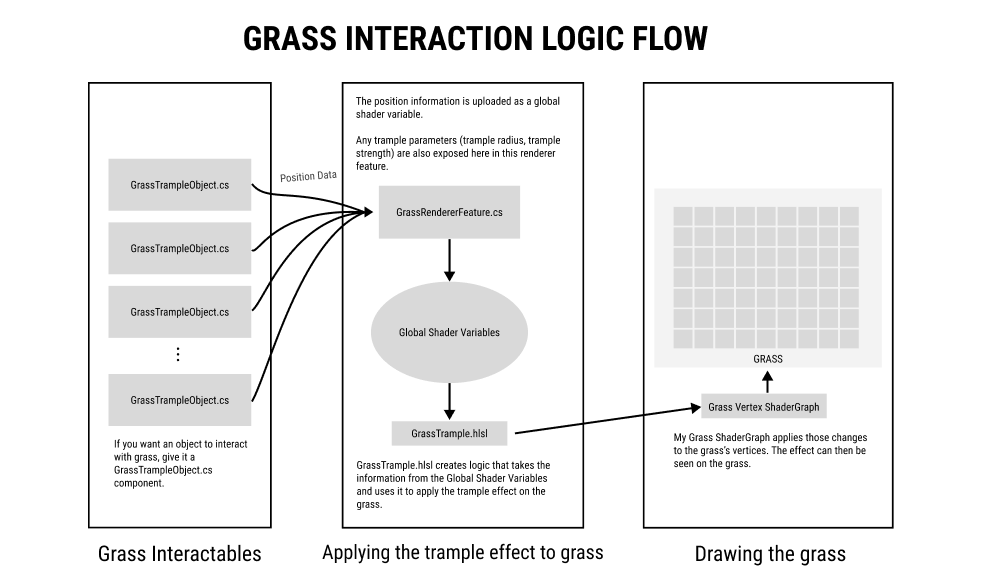 GRASS INTERACTION LOGIC FLOW
GrassTrampleObject.cs
GrassTrampleObject.cs
GrassTrampleObject.cs
⋮
GrassTrampleObject.cs
If you want an object to interact
with grass, give it a
GrassTrampleObject.cs
component.
Grass Interactables
Position Data
The position information is uploaded as a global
shader variable.
Any trample parameters (trample radius, trample
strength) are also exposed here in this renderer
feature.
GrassRendererFeature.cs
Global Shader Variables
GrassTrample.hlsl
GrassTrample.hlsl creates logic that takes the
information from the Global Shader Variables
and uses it to apply the trample effect on the
grass.
Applying the trample effect to grass
GRASS
Grass Vertex ShaderGraph
My Grass ShaderGraph applies those changes
to the grass's vertices. The effect can then be
seen on the grass.
Drawing the grass